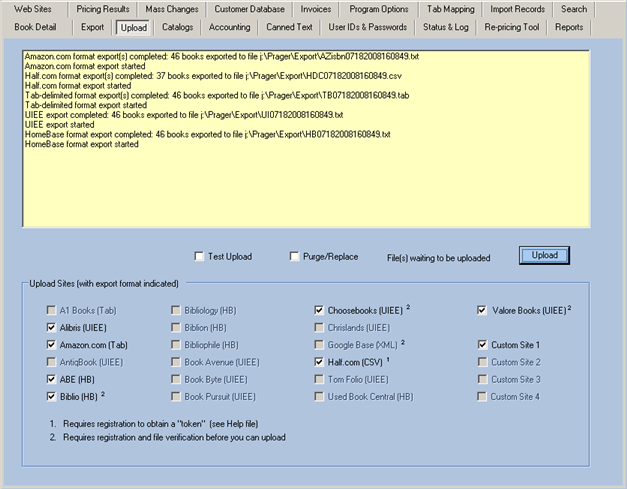 Web Sites Pricing Results Mass Changes Customer Database Invoices Program Options Tab Mapping Import Records Search
Book Detail Export Upload Catalogs Accounting Canned Text User IDs & Passwords Status & Log Re-pricing Tool Reports
Amazon.com format export(s) completed: 46 books exported to file j:\Prager\Export\AZisbn07182008160849.txt
Amazon.com format export started
Half.com format export(s) completed: 37 books exported to file j:\Prager\Export\HDC07182008160849.csv
Half.com format export started
Tab-delimited format export(s) completed: 46 books exported to file j:\Prager\Export\TB07182008160849.tab
Tab-delimited format export started
UIEE export completed: 46 books exported to file j:\Prager\Export\UI07182008160849.txt
UIEE export started
HomeBase format export completed: 46 books exported to file j:\Prager\Export\HB07182008160849.txt
HomeBase format export started
Test Upload Purge/Replace File(s) waiting to be uploaded Upload
Upload Sites (with export format indicated)
A1 Books (Tab) Bibliology (HB) Choosebooks (UIEE) 2 Valore Books (UIEE) 2
Alibris (UIEE) Biblion (HB) Chrislands (UIEE)
Amazon.com (Tab) Bibliophile (HB) Google Base (XML) 2 Custom Site 1
AntiqBook (UIEE) Book Avenue (UIEE) Half.com (CSV) 1 Custom Site 2
ABE (HB) Book Byte (UIEE) Tom Folio (UIEE) Custom Site 3
Biblio (HB) 2 Book Pursuit (UIEE) Used Book Central (HB) Custom Site 4
1. Requires registration to obtain a "token" (see Help file)
2. Requires registration and file verification before you can upload